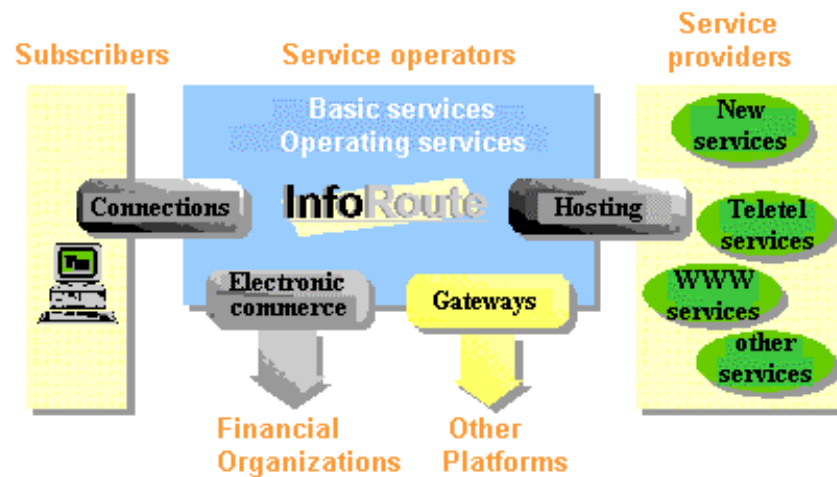 Service
Subscribers Service operators providers
Basic services
Operating services
New
services
Connections
InfoRoute
Hosting
Teletel
services
Electronic
commerce
Gateways
WWW
services
other
services
Financial
Organizations
Other
Platforms